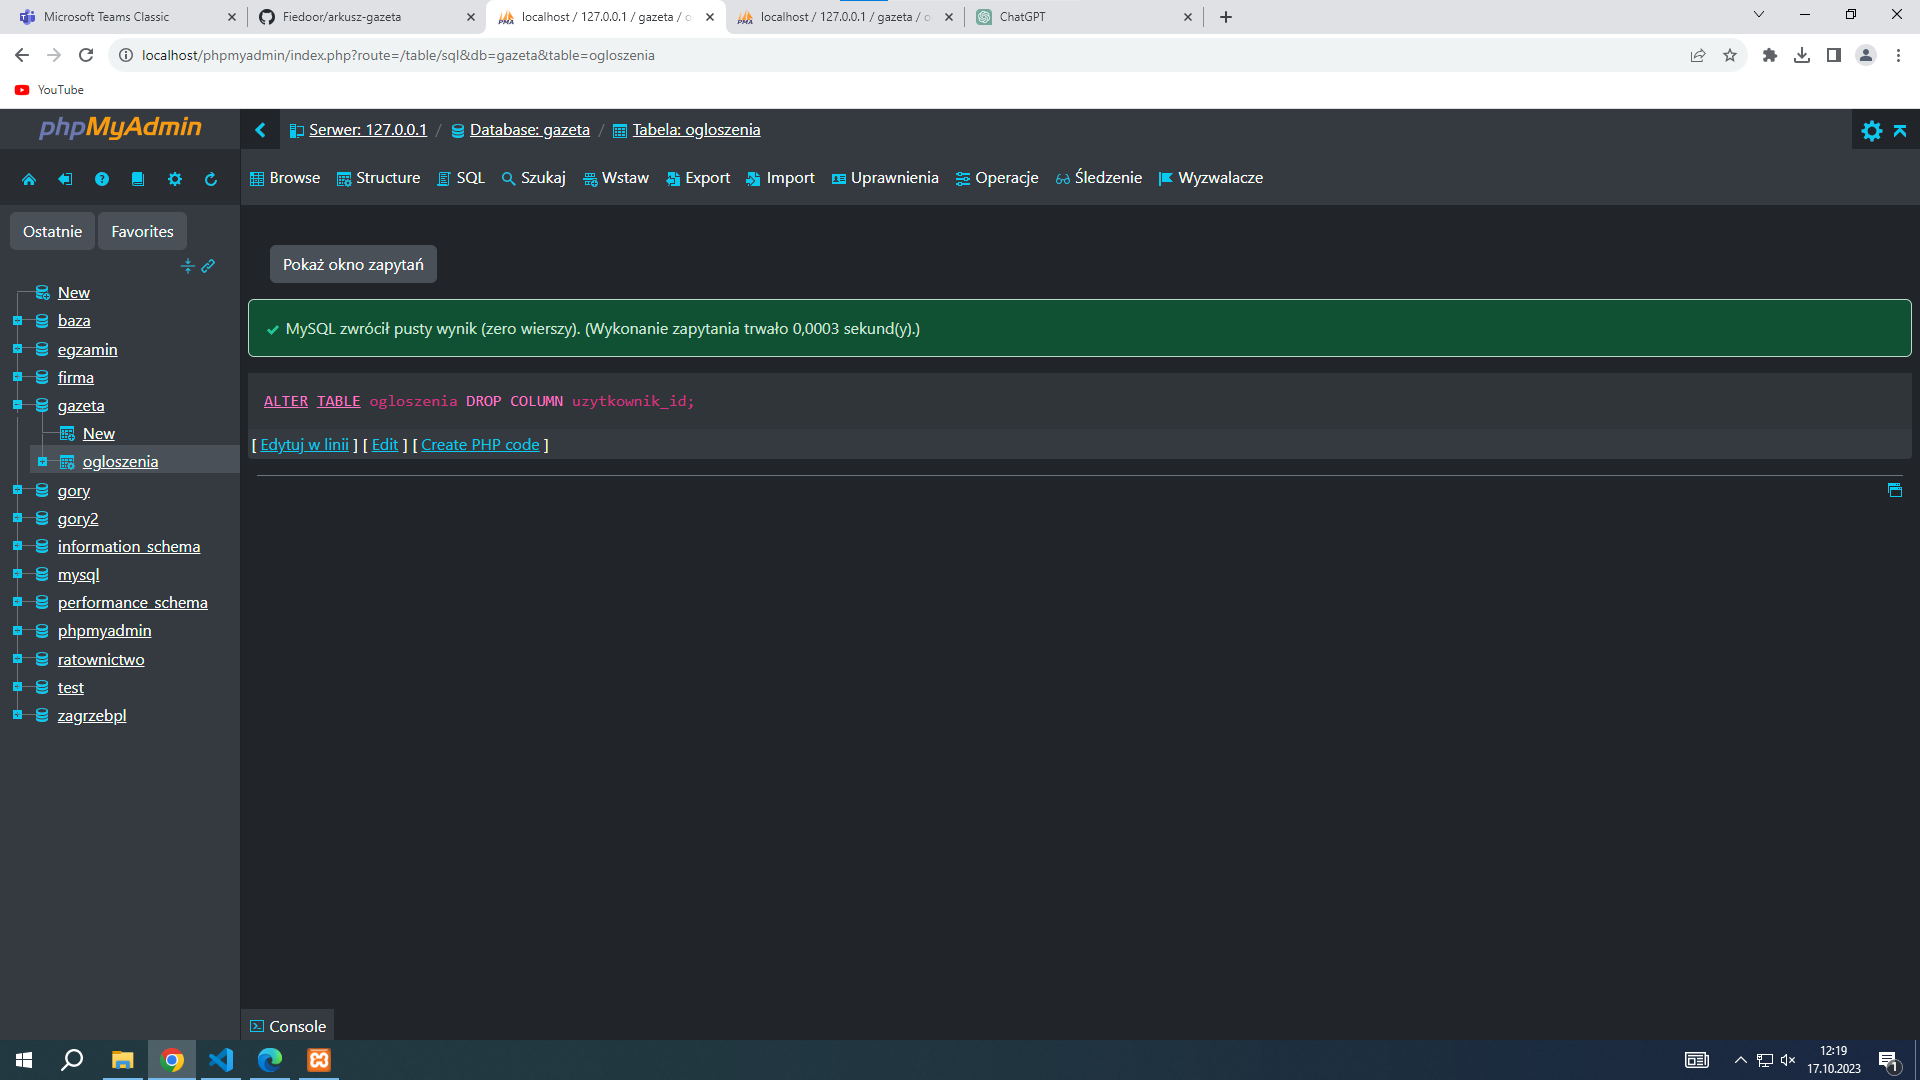 Microsoft Teams Classic
Fiedoor/arkusz-gazeta
localhost / 127.0.0.1 / gazeta / o
localhost / 127.0.0.1 / gazeta / o
ChatGPT
localhost/phpmyadmin/index.php?route=/table/sql&db=gazeta&table=ogloszenia
YouTube
phpMyAdmin
Serwer: 127.0.0.1 / Database: gazeta / Tabela: ogloszenia
Browse Structure SQL Szukaj Wstaw Export Import Uprawnienia Operacje Śledzenie Wyzwalacze
Ostatnie Favorites
New
baza
egzamin
firma
gazeta
New
ogloszenia
gory
gory2
information_schema
mysql
performance_schema
phpmyadmin
ratownictwo
test
zagrzebpl
Pokaż okno zapytań
MySQL zwrócił pusty wynik (zero wierszy). (Wykonanie zapytania trwało 0,0003 sekund(y).)
ALTER TABLE ogloszenia DROP COLUMN uzytkownik_id;
[ Edytuj w linii ] [ Edit ] [ Create PHP code ]
Console
12:19
17.10.2023
1